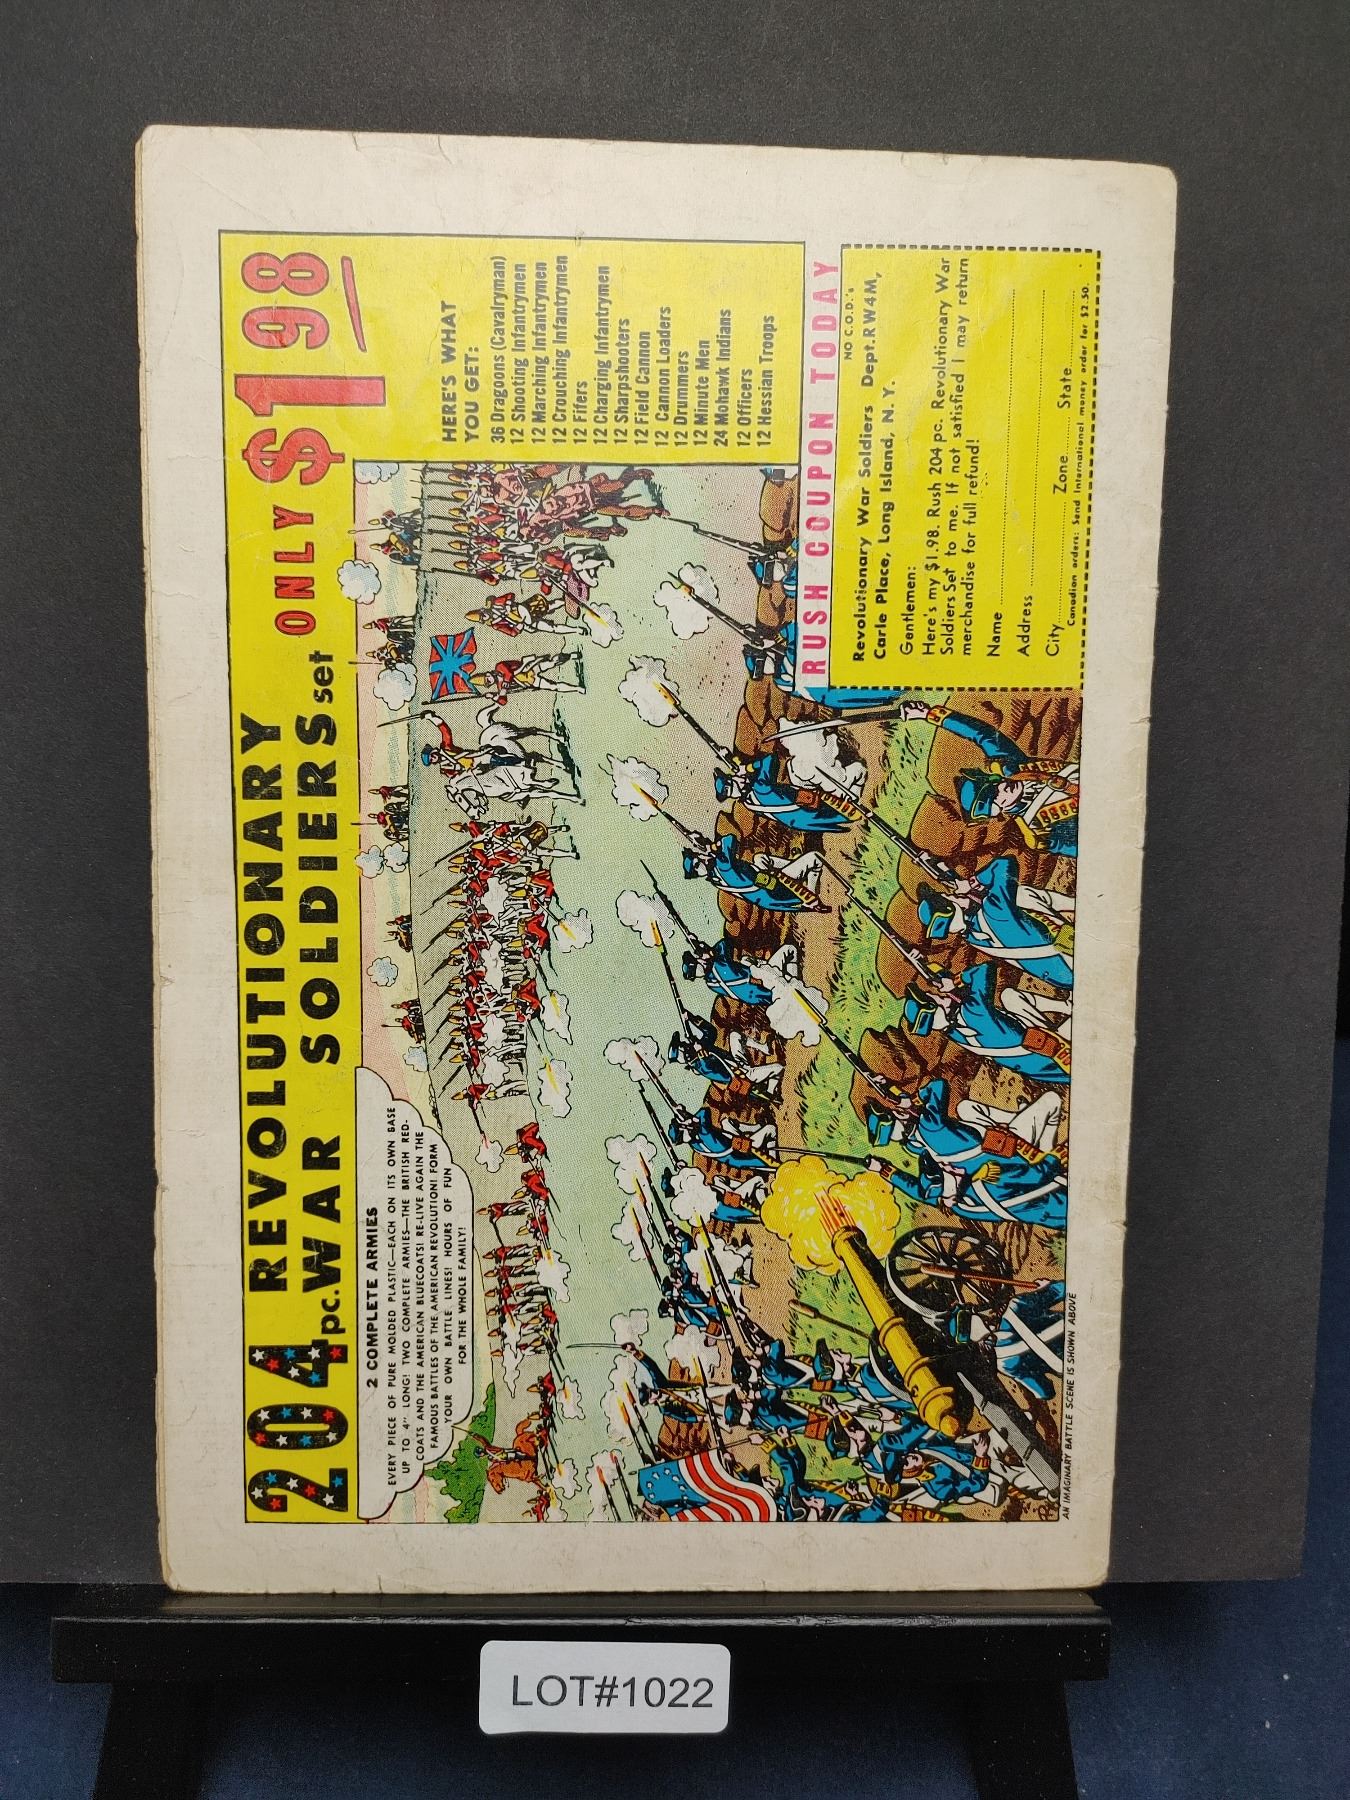 204 REVOLUTIONARY
pc. WAR SOLDIERS set ONLY $1.98
2 COMPLETE ARMIES
EVERY PIECE OF PURE MOLDED PLASTIC—EACH ON ITS OWN BASE
UP TO 4" LONG! TWO COMPLETE ARMIES—THE BRITISH RED-
COATS AND THE AMERICAN BLUECOATS! RE-LIVE AGAIN THE
FAMOUS BATTLES OF THE AMERICAN REVOLUTION! FORM
YOUR OWN BATTLE LINES! HOURS OF FUN
FOR THE WHOLE FAMILY!
HERE'S WHAT
YOU GET:
36 Dragoons (Cavalryman)
12 Shooting Infantrymen
12 Marching Infantrymen
12 Crouching Infantrymen
12 Fifers
12 Charging Infantrymen
12 Sharpshooters
12 Field Cannon
12 Cannon Loaders
12 Drummers
12 Minute Men
24 Mohawk Indians
12 Officers
12 Hessian Troops
RUSH COUPON TODAY
NO C.O.D.'s
Revolutionary War Soldiers Dept. RW4M,
Carle Place, Long Island, N. Y.
Gentlemen:
Here's my $1.98. Rush 204 pc. Revolutionary War
Soldiers Set to me. If not satisfied I may return
merchandise for full refund!
Name
Address
City Zone State
Canadian orders: Send International money order for $2.50.
AN IMAGINARY BATTLE SCENE IS SHOWN ABOVE
LOT#1022